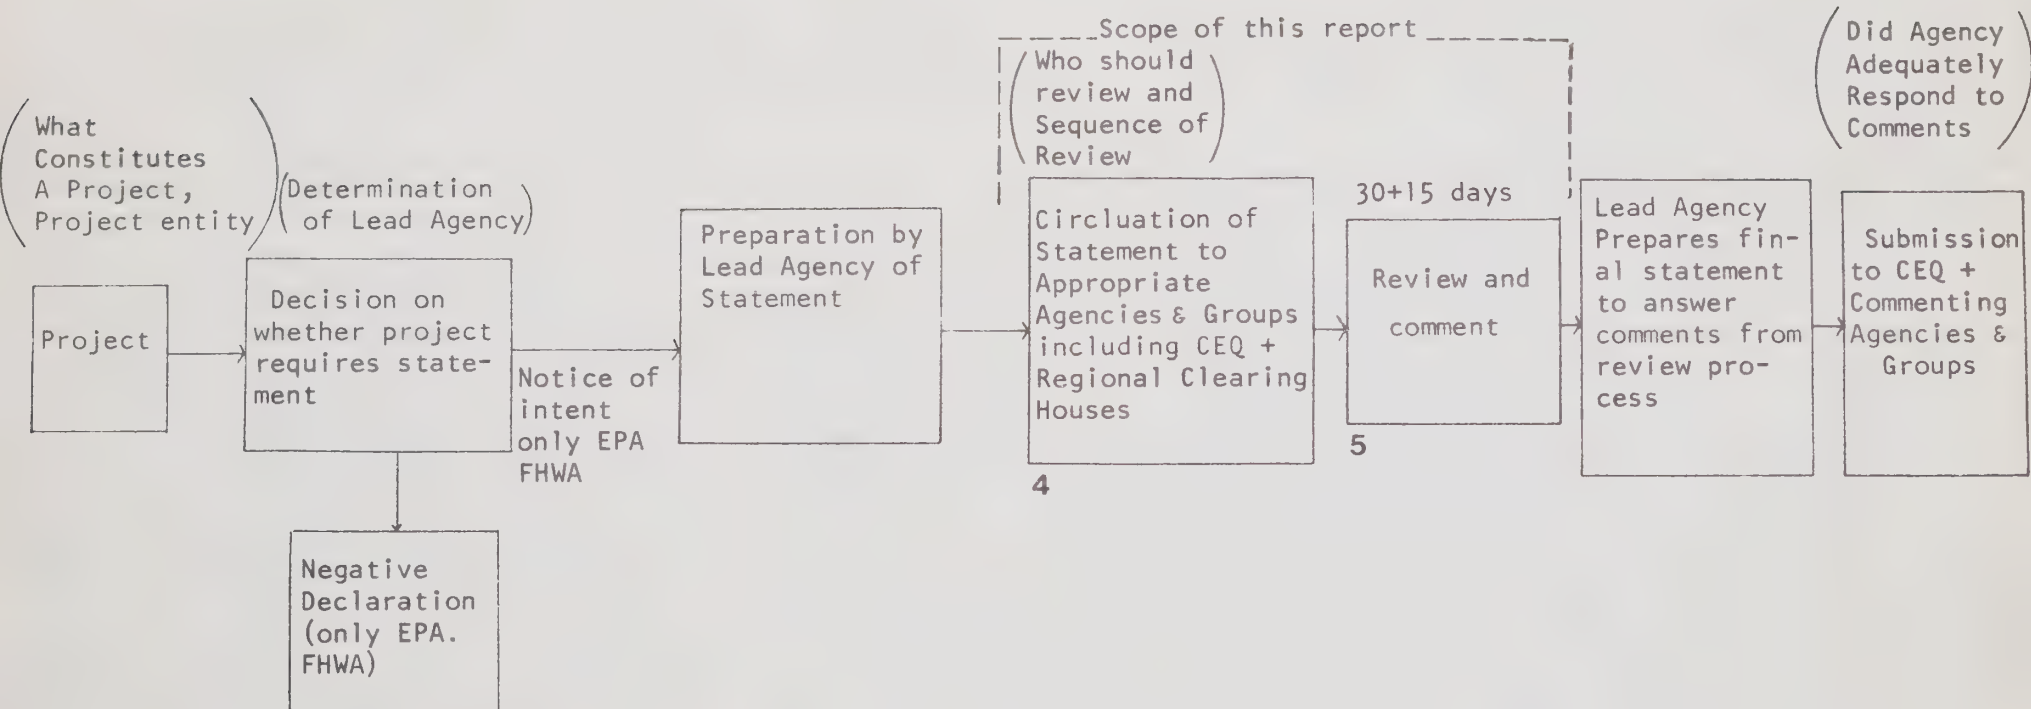 ____Scope of this report______
Who should
review and
Sequence of
Review
Did Agency
Adequately
Respond to
Comments
What
Constitutes
A Project,
Project entity
(Determination
of Lead Agency)
Project
Decision on
whether project
requires state-
ment
Notice of
intent
only EPA
FHWA
Negative
Declaration
(only EPA.
FHWA)
Preparation by
Lead Agency of
Statement
Circluation of
Statement to
Appropriate
Agencies & Groups
including CEQ +
Regional Clearing
Houses
4
30+15 days
Review and
comment
5
Lead Agency
Prepares fin-
al statement
to answer
comments from
review pro-
cess
Submission
to CEQ +
Commenting
Agencies &
Groups